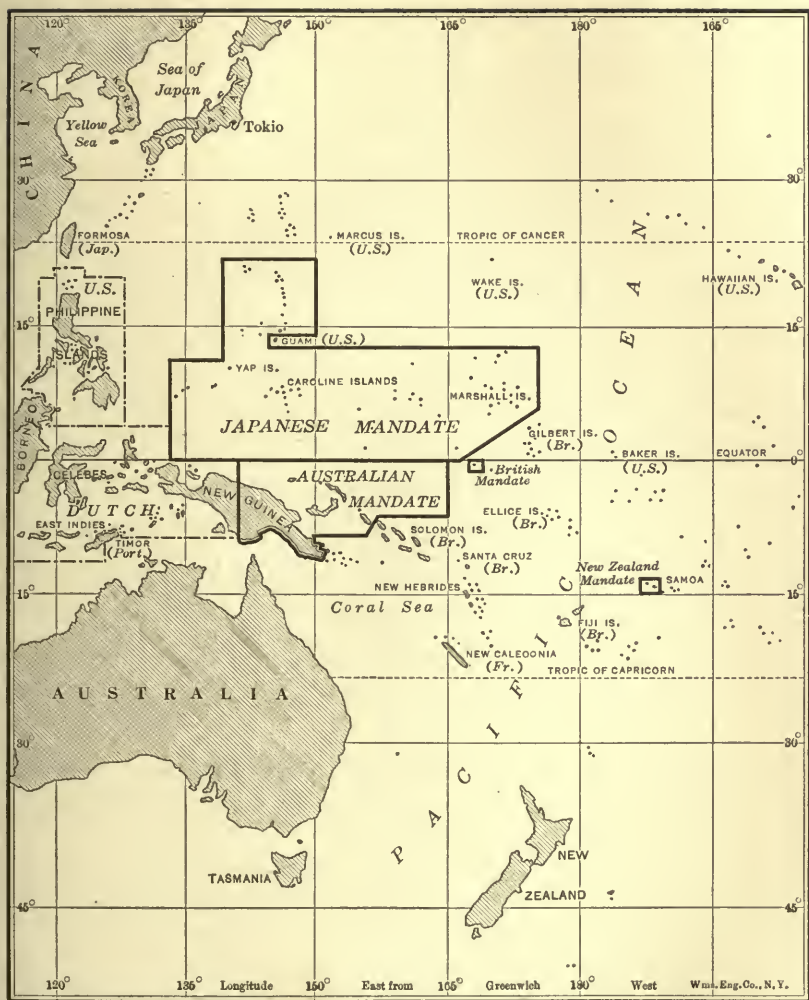 120° 135° 150° 165° 180° 165°
CHINA
KOREA
Sea of
Japan
JAPAN
Yellow
Sea
Tokio
30 30
FORMOSA
(Jap.)
MARCUS IS.
(U.S.)
TROPIC OF CANCER
WAKE IS.
(U.S.)
HAWAIIAN IS.
(U.S.)
U.S.
PHILIPPINE
ISLANDS
15 15
GUAM (U.S.)
YAP IS.
CAROLINE ISLANDS
MARSHALL IS.
JAPANESE MANDATE
GILBERT IS.
(Br.)
BORNEO
0 0
BAKER IS.
(U.S.)
EQUATOR
British
Mandate
CELEBES
AUSTRALIAN
MANDATE
NEW GUINEA
DUTCH
EAST INDIES
TIMOR
(Port.)
ELLICE IS.
(Br.)
SOLOMON IS.
(Br.)
SANTA CRUZ
(Br.)
New Zealand
Mandate
SAMOA
NEW HEBRIDES
15 15
Coral Sea
FIJI IS.
(Br.)
NEW CALEDONIA
(Fr.)
TROPIC OF CAPRICORN
AUSTRALIA
PACIFIC OCEAN
30 30
TASMANIA
NEW
ZEALAND
45 45
120° 135° Longitude 150° East from 165° Greenwich 180° West Wms. Eng. Co., N.Y.